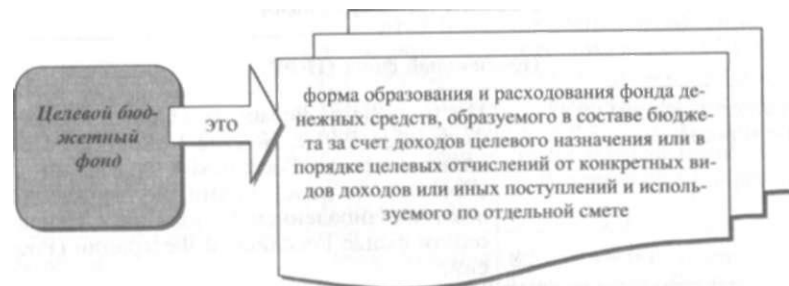 Целевой бюд-
жетный
фонд
это
форма образования и расходования фонда де-
нежных средств, образуемого в составе бюдже-
та за счет доходов целевого назначения или в
порядке целевых отчислений от конкретных ви-
дов доходов или иных поступлений и исполь-
зуемого по отдельной смете